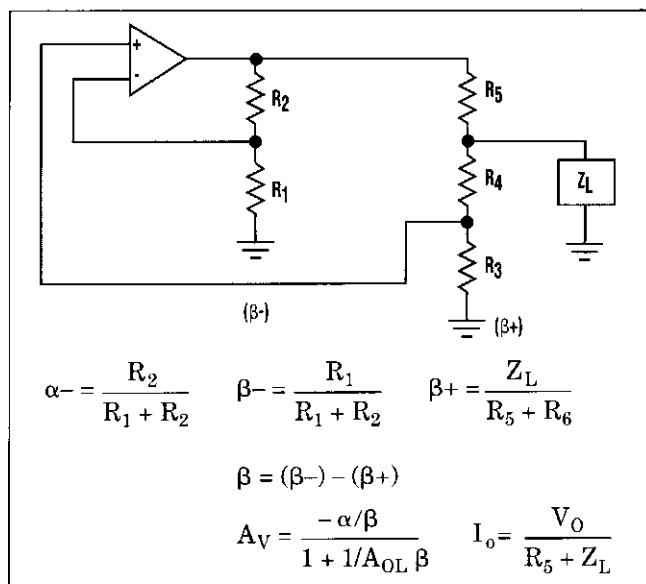 +
-
R2
R5
R1
R4
ZL
R3
(β-)
(β+)
α- = R2 / (R1 + R2)  β- = R1 / (R1 + R2)  β+ = ZL / (R5 + R6)
β = (β-) - (β+)
AV = (-α/β) / (1 + 1/AOL β)  Io = VO / (R5 + ZL)